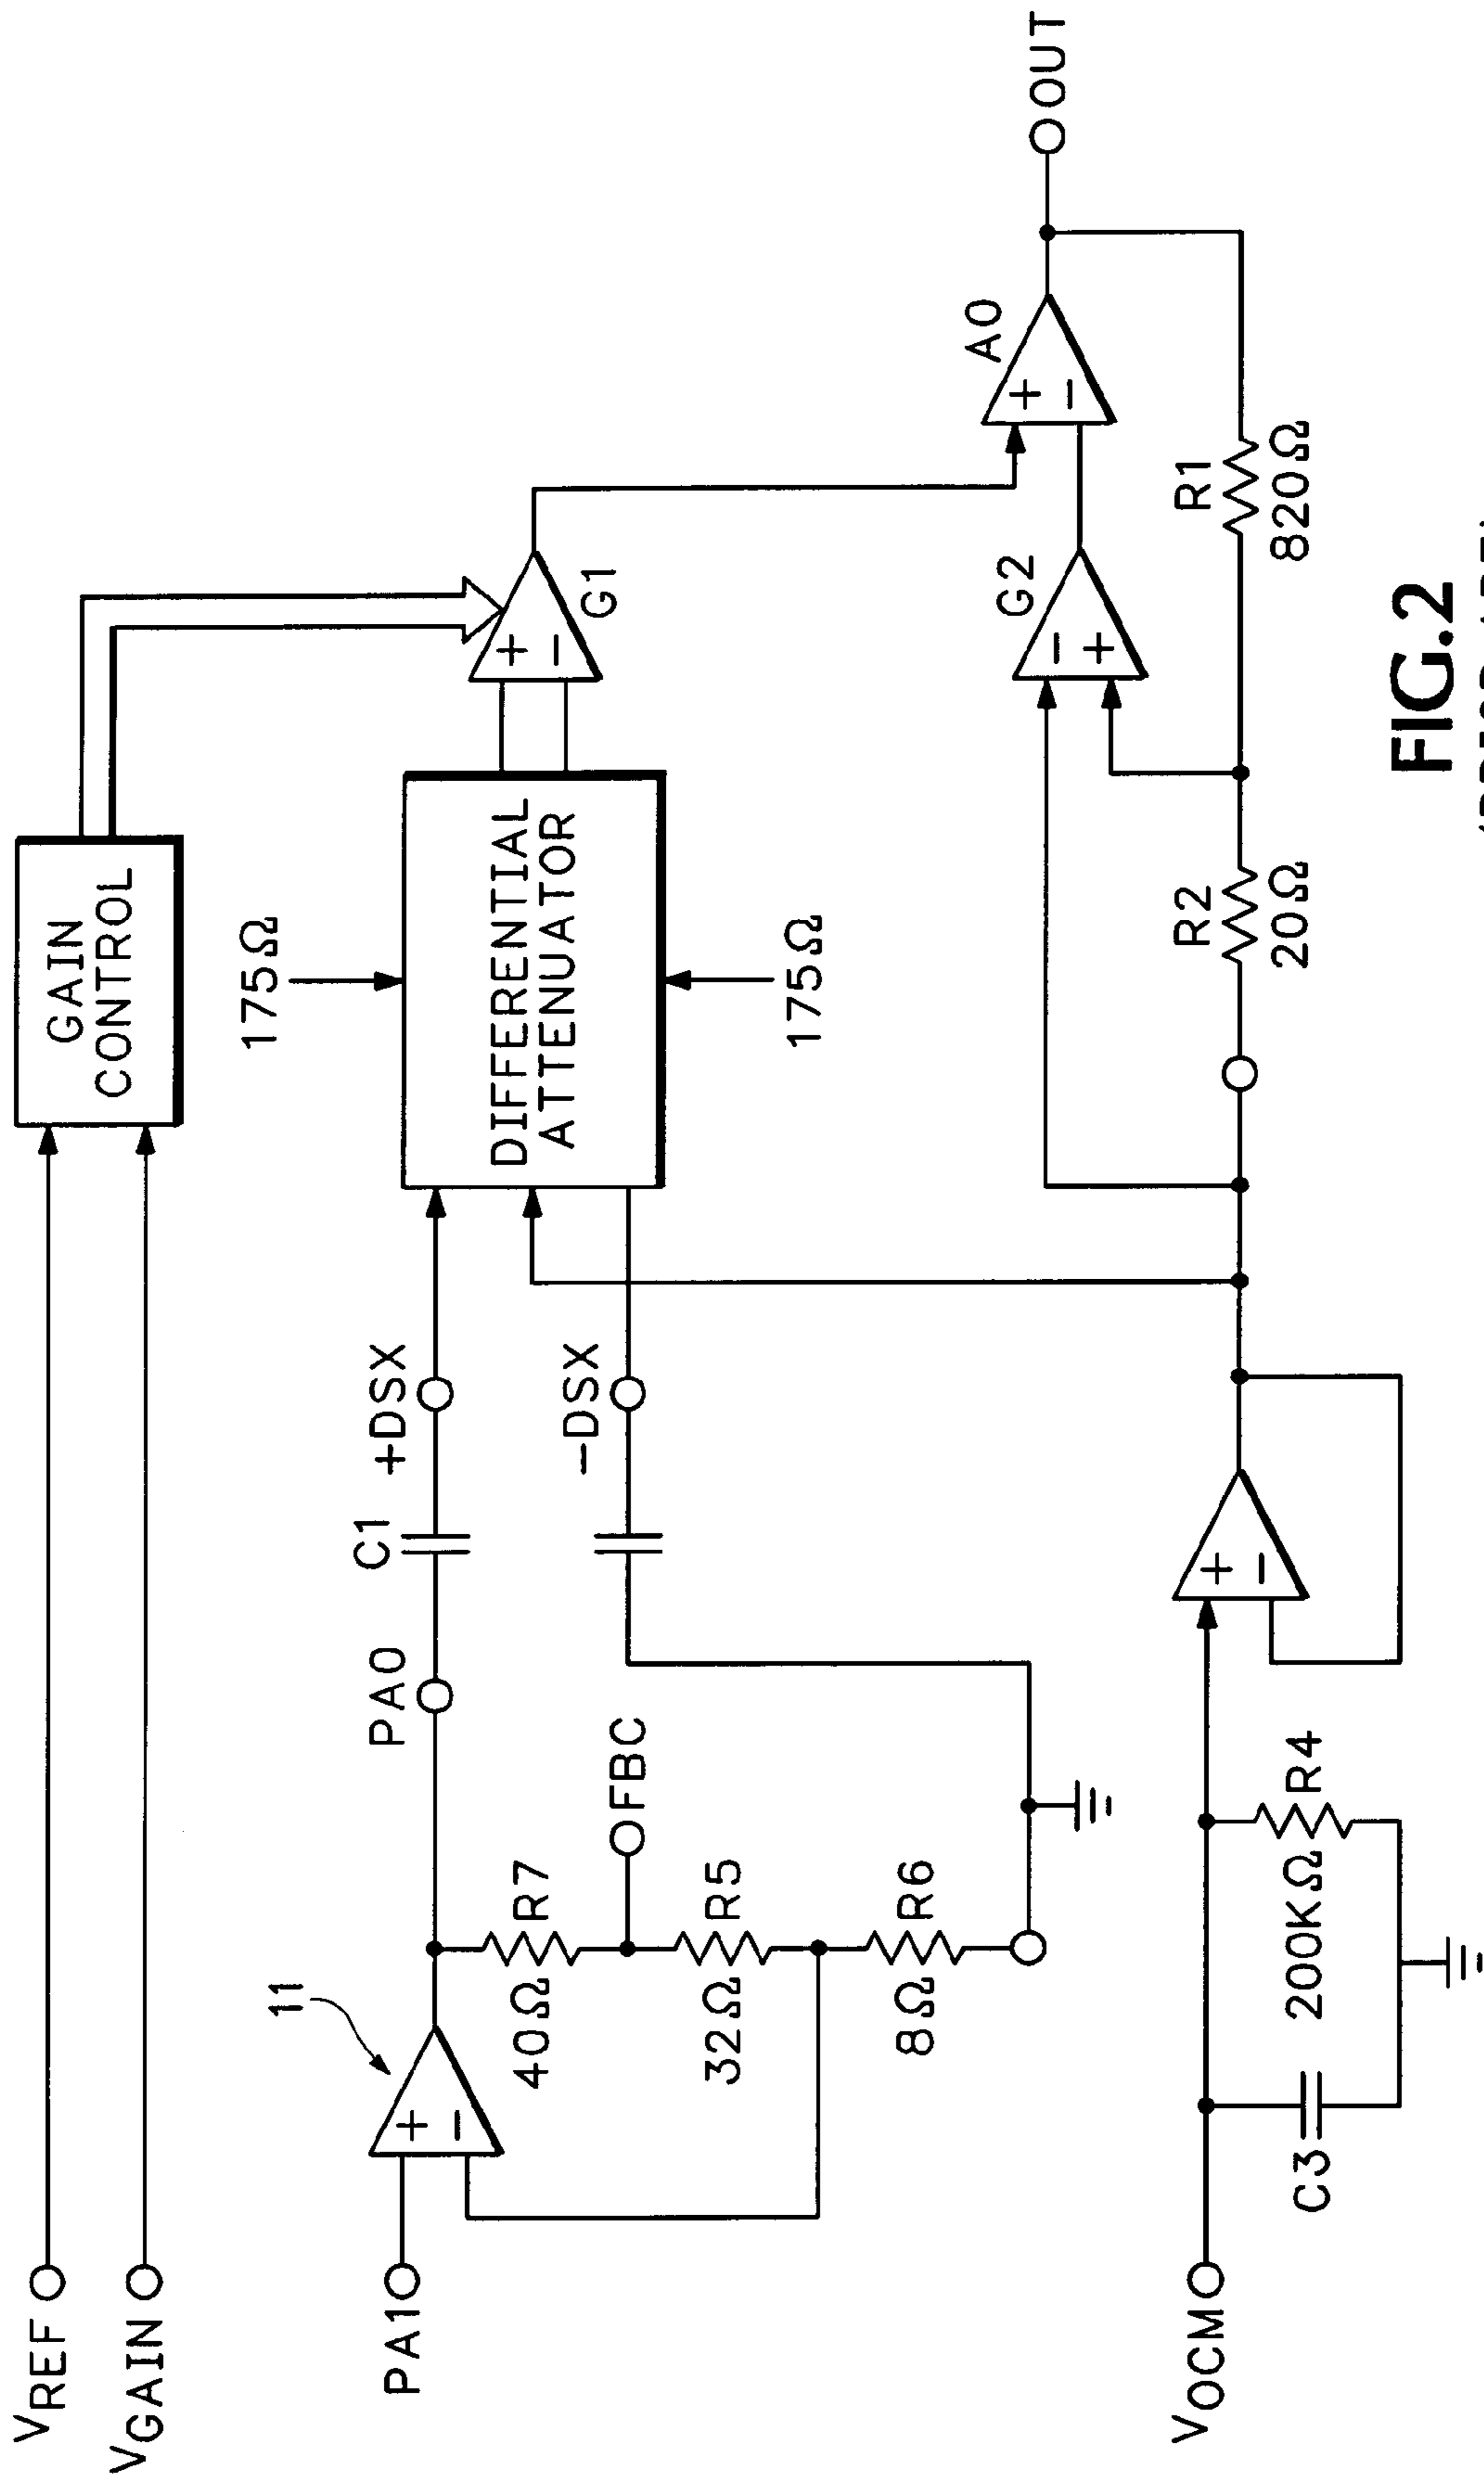 VREF
VGAIN
GAIN
CONTROL
175Ω
11
PA1
PA0
C1
+DSX
-DSX
DIFFERENTIAL
ATTENUATOR
175Ω
+
-
G1
+
-
40Ω
R7
FBC
32Ω
R5
8Ω
R6
A0
+
-
OUT
G2
-
+
VOCM
C3
200KΩ
R4
+
-
R2
20Ω
R1
820Ω
FIG.2